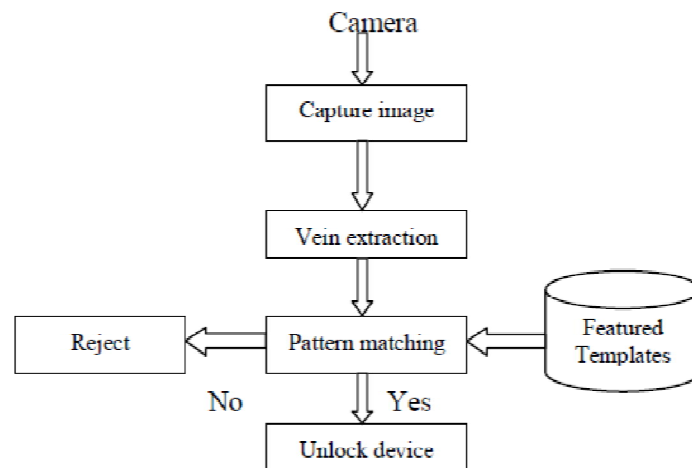 Camera
Capture image
Vein extraction
Reject
Pattern matching
Featured
Templates
No
Yes
Unlock device